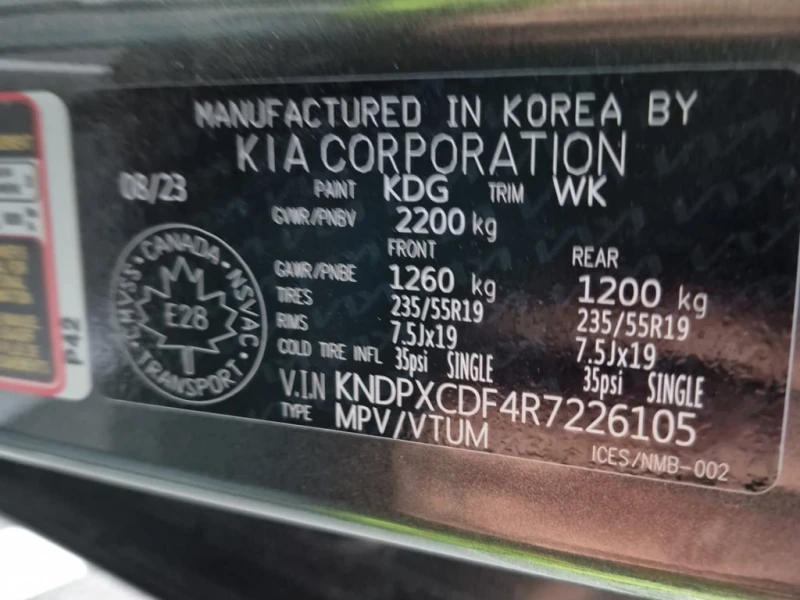 MANUFACTURED IN KOREA BY
KIA CORPORATION
08/23 PAINT KDG TRIM WK
GVWR/PNBV 2200 kg
FRONT REAR
GAWR/PNBE 1260 kg 1200 kg
TIRES 235/55R19 235/55R19
RIMS 7.5Jx19 7.5Jx19
COLD TIRE INFL 35psi SINGLE 35psi SINGLE
V.I.N KNDPXCDF4R7226105
TYPE MPV/VTUM
ICES/NMB-002
CMVSS · CANADA · NSVAC
E28
TRANSPORT
P42